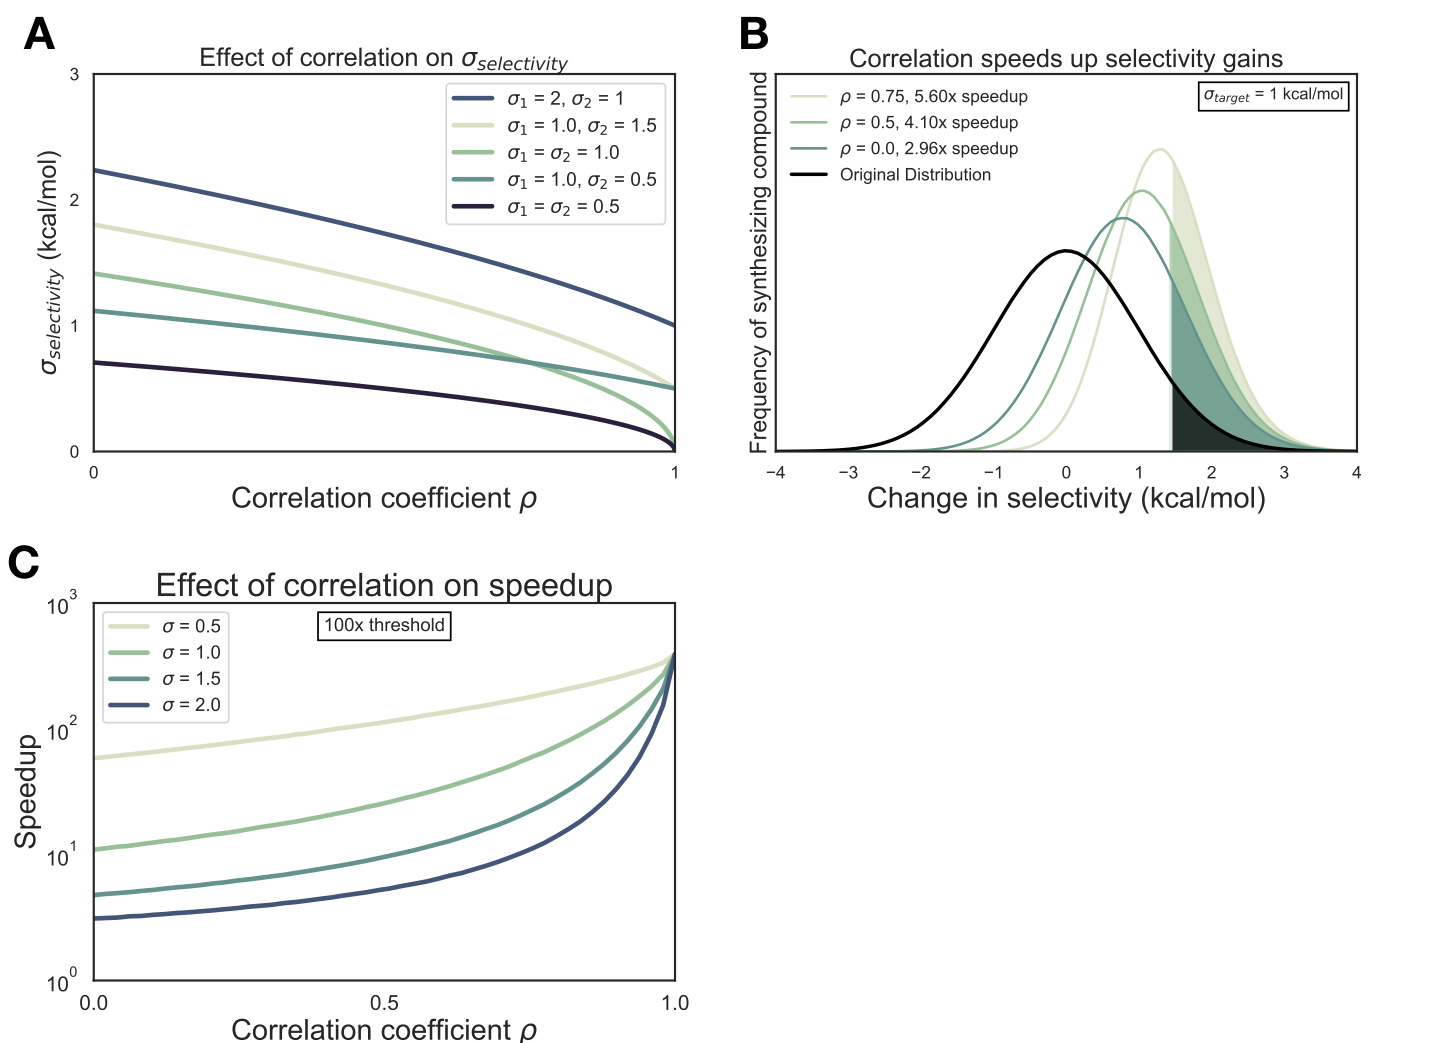 A
Effect of correlation on σselectivity
σselectivity (kcal/mol)
3
2
1
0
σ1 = 2, σ2 = 1
σ1 = 1.0, σ2 = 1.5
σ1 = σ2 = 1.0
σ1 = 1.0, σ2 = 0.5
σ1 = σ2 = 0.5
0
1
Correlation coefficient ρ
B
Correlation speeds up selectivity gains
Frequency of synthesizing compound
ρ = 0.75, 5.60x speedup
ρ = 0.5, 4.10x speedup
ρ = 0.0, 2.96x speedup
Original Distribution
σtarget = 1 kcal/mol
−4 −3 −2 −1 0 1 2 3 4
Change in selectivity (kcal/mol)
C
Effect of correlation on speedup
Speedup
10^3
10^2
10^1
10^0
σ = 0.5
σ = 1.0
σ = 1.5
σ = 2.0
100x threshold
0.0 0.5 1.0
Correlation coefficient ρ